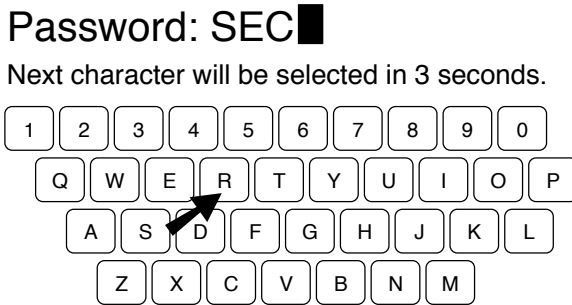 Password: SEC
Next character will be selected in 3 seconds.
1 2 3 4 5 6 7 8 9 0
Q W E R T Y U I O P
A S D F G H J K L
Z X C V B N M